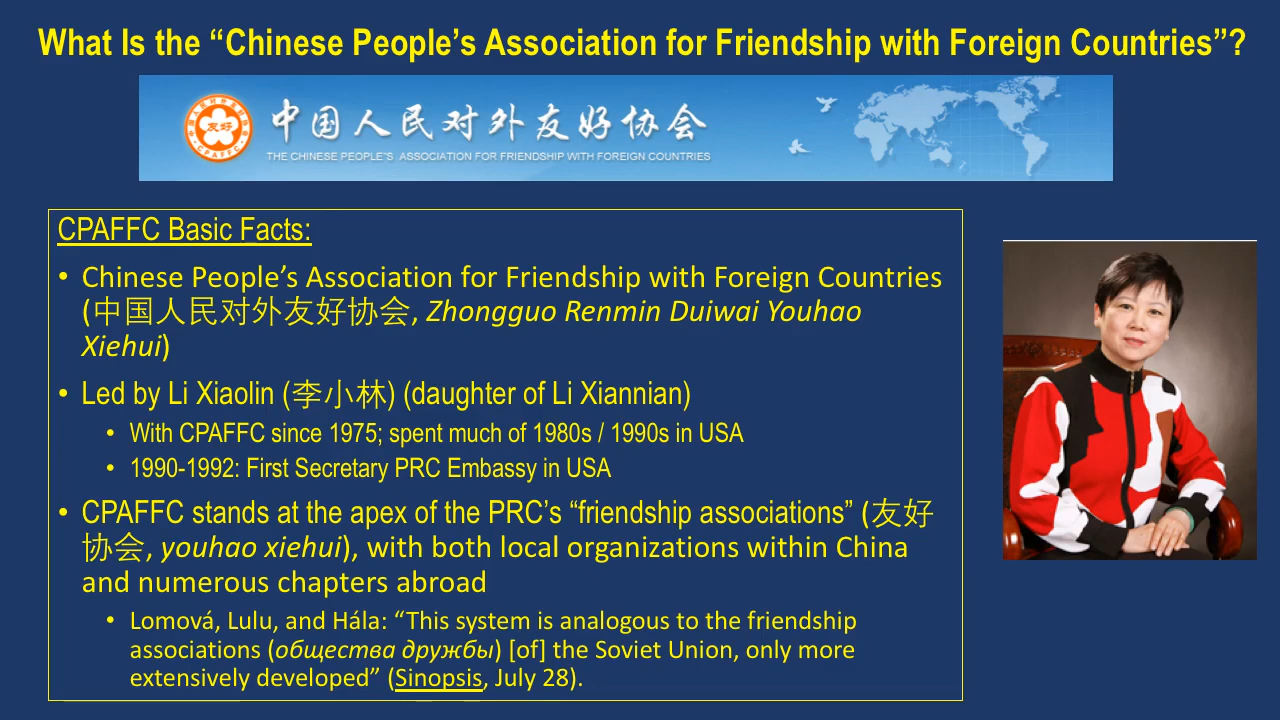 What Is the “Chinese People’s Association for Friendship with Foreign Countries”?
友好
CPAFFC
中国人民对外友好协会
THE CHINESE PEOPLE'S ASSOCIATION FOR FRIENDSHIP WITH FOREIGN COUNTRIES
CPAFFC Basic Facts:
• Chinese People’s Association for Friendship with Foreign Countries
(中国人民对外友好协会, Zhongguo Renmin Duiwai Youhao
Xiehui)
• Led by Li Xiaolin (李小林) (daughter of Li Xiannian)
• With CPAFFC since 1975; spent much of 1980s / 1990s in USA
• 1990-1992: First Secretary PRC Embassy in USA
• CPAFFC stands at the apex of the PRC’s “friendship associations” (友好
协会, youhao xiehui), with both local organizations within China
and numerous chapters abroad
• Lomová, Lulu, and Hála: “This system is analogous to the friendship
associations (общества дружбы) [of] the Soviet Union, only more
extensively developed” (Sinopsis, July 28).